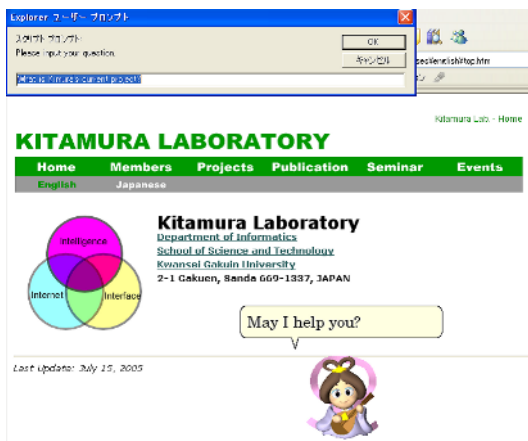 Explorer ユーザー プロンプト
スクリプト プロンプト:
Please input your question.
OK
キャンセル
What is Kimura's current project?
Kitamura Lab. - Home
KITAMURA LABORATORY
Home Members Projects Publication Seminar Events
English Japanese
Kitamura Laboratory
Department of Informatics
School of Science and Technology
Kwansei Gakuin University
2-1 Gakuen, Sanda 669-1337, JAPAN
Intelligence
Internet
Interface
May I help you?
Last Update: July 15, 2005